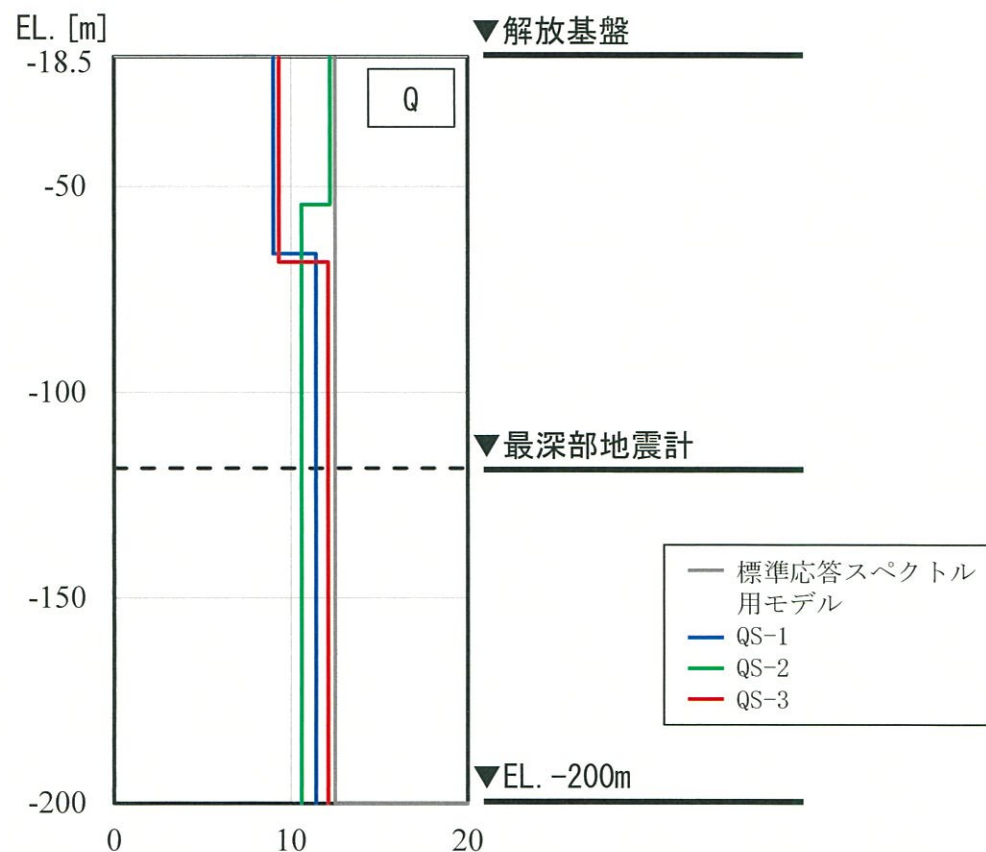 EL. [m]
▼解放基盤
-18.5
Q
-50
-100
▼最深部地震計
-150
標準応答スペクトル
用モデル
QS-1
QS-2
QS-3
▼EL. -200m
-200
0 10 20